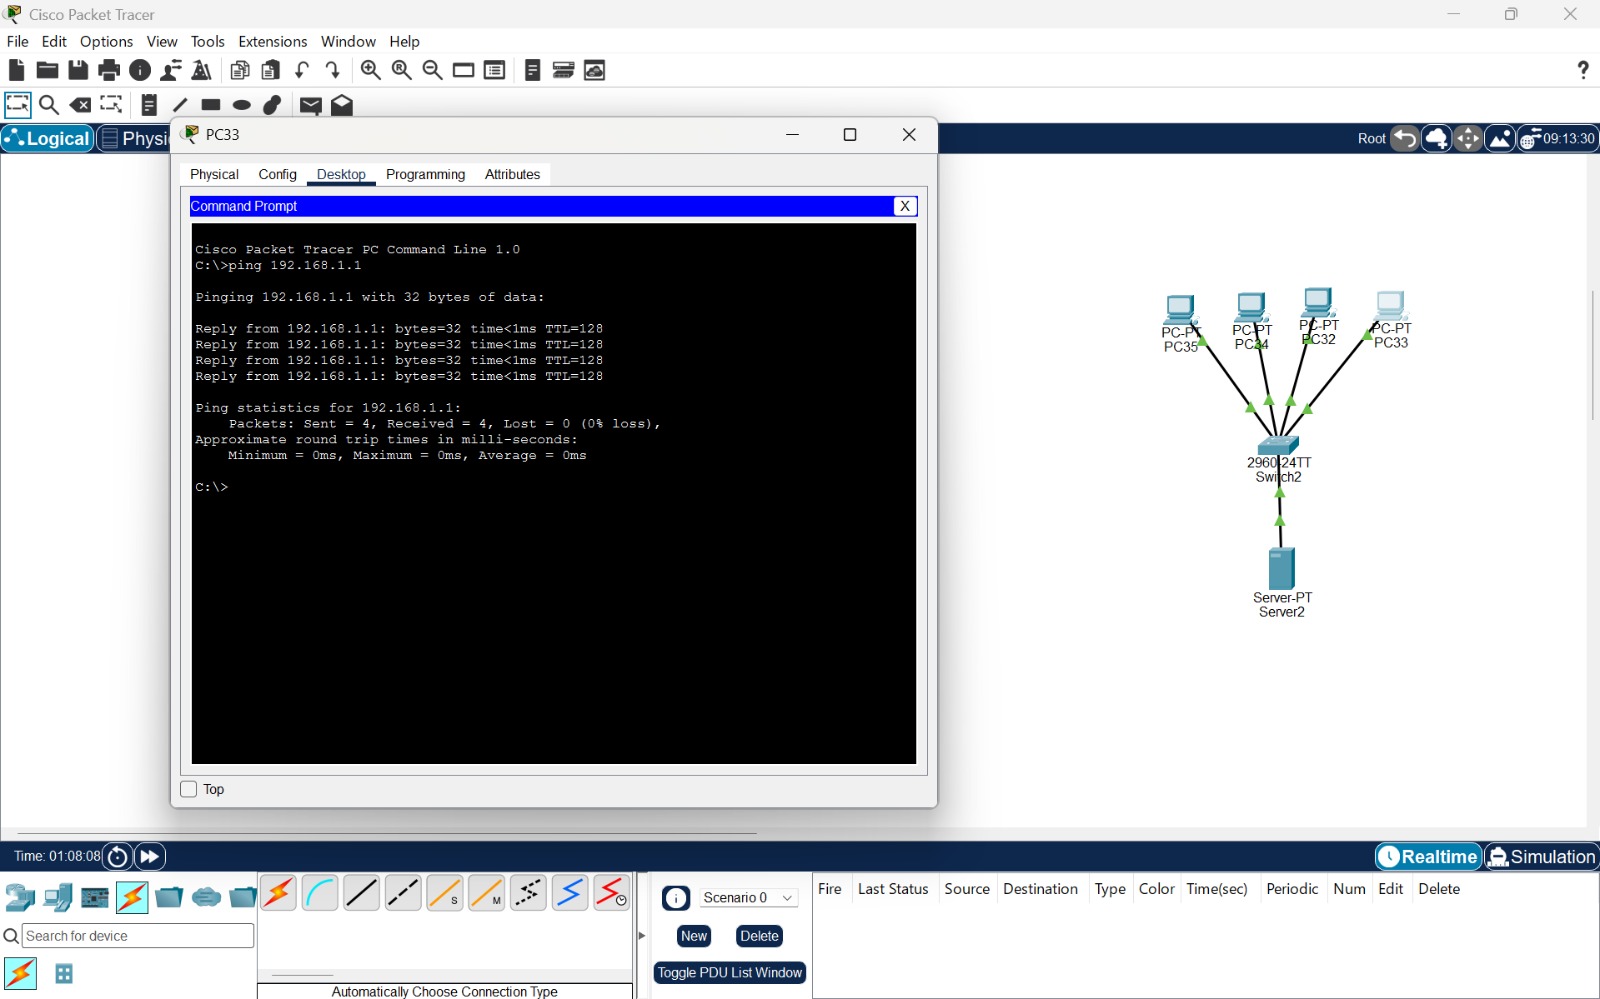 Cisco Packet Tracer
File Edit Options View Tools Extensions Window Help
?
Logical Physi
Root 09:13:30
PC33
Physical Config Desktop Programming Attributes
Command Prompt X
Cisco Packet Tracer PC Command Line 1.0
C:\>ping 192.168.1.1
Pinging 192.168.1.1 with 32 bytes of data:
Reply from 192.168.1.1: bytes=32 time<1ms TTL=128
Reply from 192.168.1.1: bytes=32 time<1ms TTL=128
Reply from 192.168.1.1: bytes=32 time<1ms TTL=128
Reply from 192.168.1.1: bytes=32 time<1ms TTL=128
Ping statistics for 192.168.1.1:
Packets: Sent = 4, Received = 4, Lost = 0 (0% loss),
Approximate round trip times in milli-seconds:
Minimum = 0ms, Maximum = 0ms, Average = 0ms
C:\>
Top
PC-PT
PC35
PC-PT
PC34
PC-PT
PC32
PC-PT
PC33
2960-24TT
Switch2
Server-PT
Server2
Time: 01:08:08
Realtime Simulation
S M
Search for device
Automatically Choose Connection Type
Scenario 0
New Delete
Toggle PDU List Window
Fire Last Status Source Destination Type Color Time(sec) Periodic Num Edit Delete